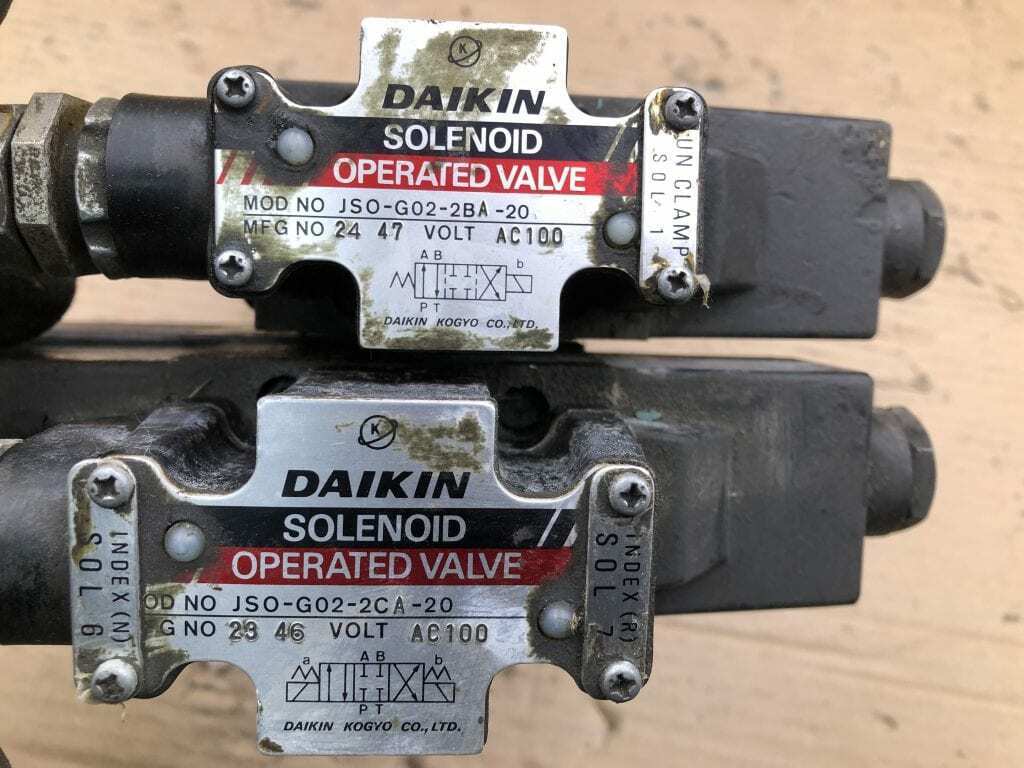 K
DAIKIN
SOLENOID
OPERATED VALVE
MOD NO JSO-G02-2BA-20
MFG NO 24 47 VOLT AC100
A B
b
P T
DAIKIN KOGYO CO.,LTD.
UN CLAMP
SOL 1
K
DAIKIN
SOLENOID
OPERATED VALVE
OD NO JSO-G02-2CA-20
G NO 23 46 VOLT AC100
a A B b
P T
DAIKIN KOGYO CO.,LTD.
INDEX (N)
SOL 6
INDEX (R)
SOL 7